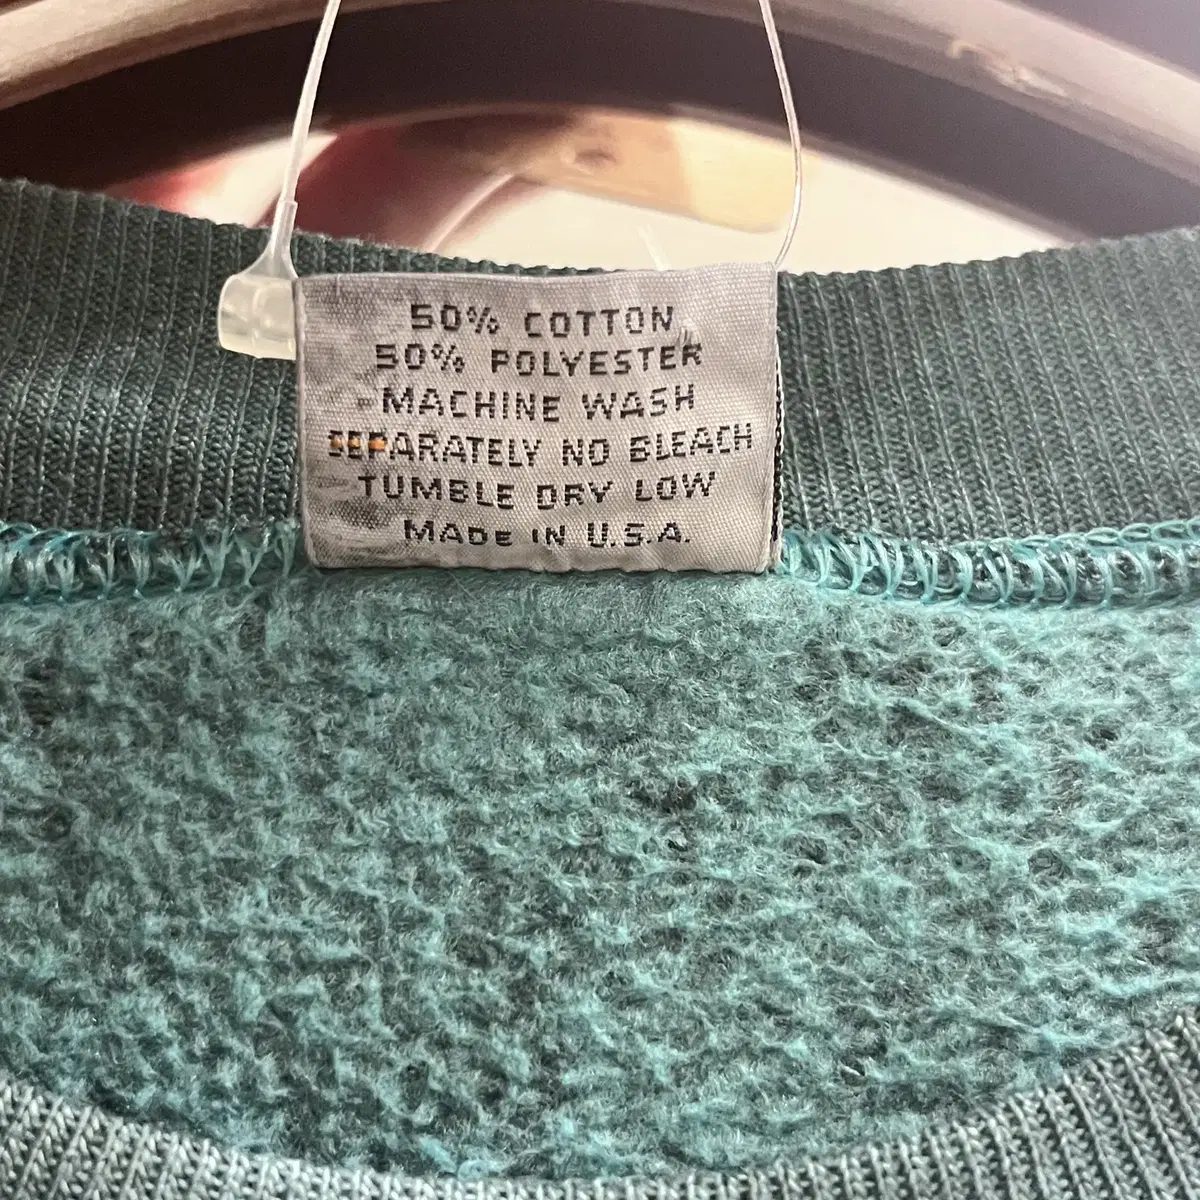 50% COTTON
50% POLYESTER
MACHINE WASH
SEPARATELY NO BLEACH
TUMBLE DRY LOW
MADE IN U.S.A.